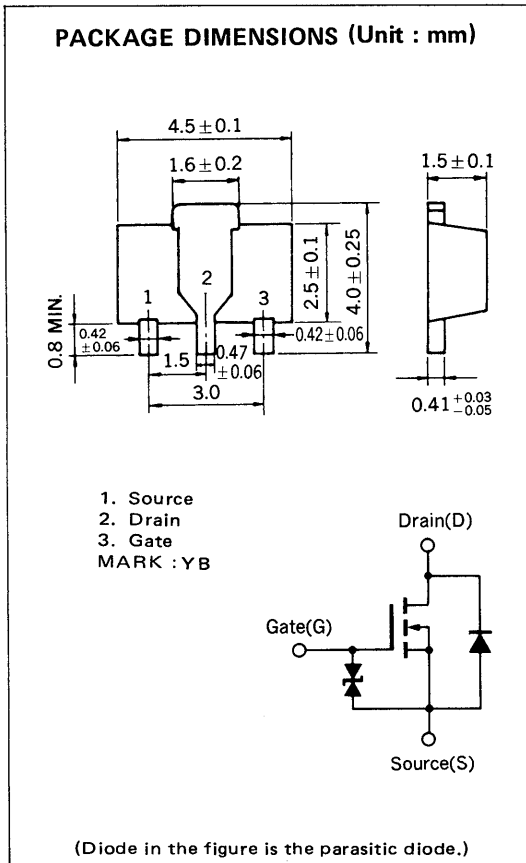 PACKAGE DIMENSIONS (Unit : mm)
4.5 ± 0.1
1.6 ± 0.2
1.5 ± 0.1
2.5 ± 0.1
4.0 ± 0.25
1
2
3
0.8 MIN.
0.42
±0.06
1.5
0.47
±0.06
0.42±0.06
3.0
0.41 +0.03
−0.05
1. Source
2. Drain
3. Gate
MARK : YB
Drain(D)
Gate(G)
Source(S)
(Diode in the figure is the parasitic diode.)